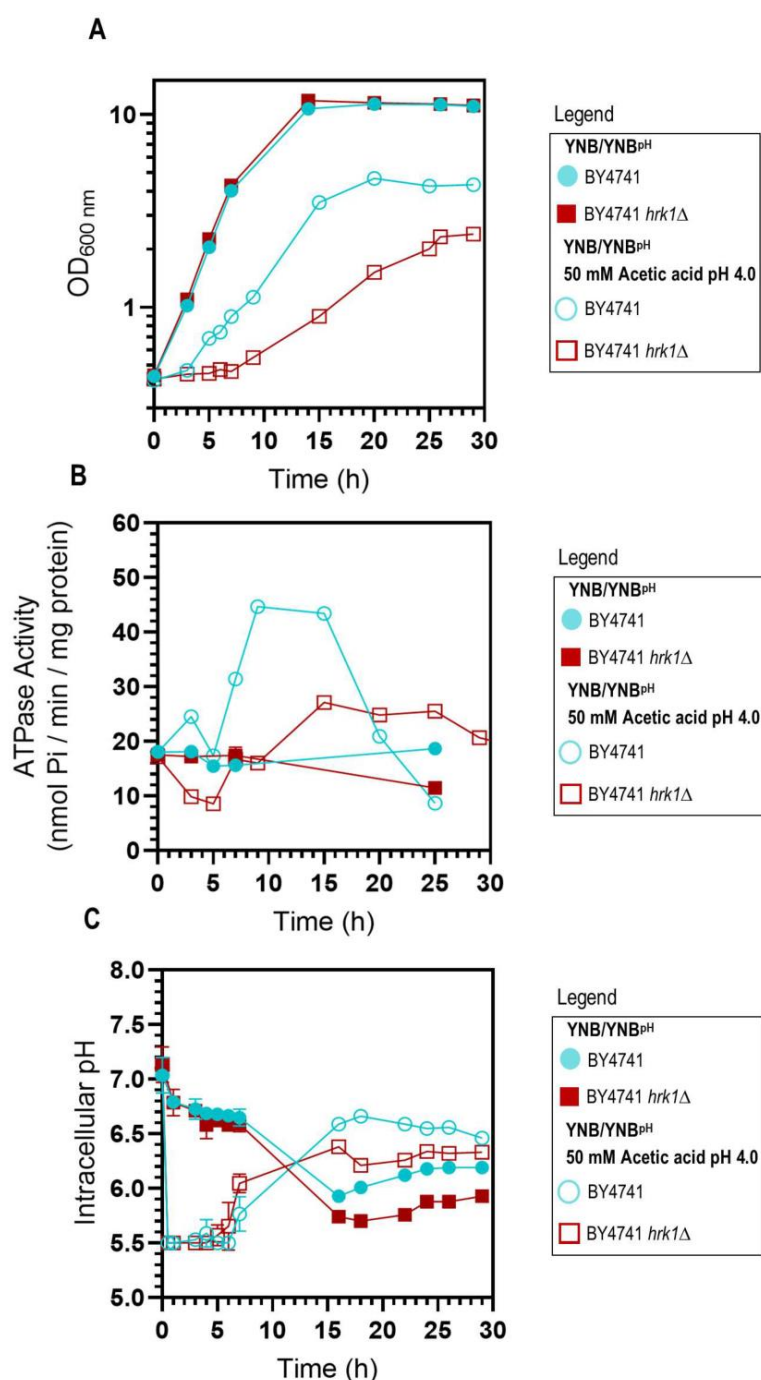 A
10
1
OD600 nm
0 5 10 15 20 25 30
Time (h)
Legend
YNB/YNBpH
BY4741
BY4741 hrk1Δ
YNB/YNBpH
50 mM Acetic acid pH 4.0
BY4741
BY4741 hrk1Δ
B
60
50
40
30
20
10
0
ATPase Activity
(nmol Pi / min / mg protein)
0 5 10 15 20 25 30
Time (h)
Legend
YNB/YNBpH
BY4741
BY4741 hrk1Δ
YNB/YNBpH
50 mM Acetic acid pH 4.0
BY4741
BY4741 hrk1Δ
C
8.0
7.5
7.0
6.5
6.0
5.5
5.0
Intracellular pH
0 5 10 15 20 25 30
Time (h)
Legend
YNB/YNBpH
BY4741
BY4741 hrk1Δ
YNB/YNBpH
50 mM Acetic acid pH 4.0
BY4741
BY4741 hrk1Δ